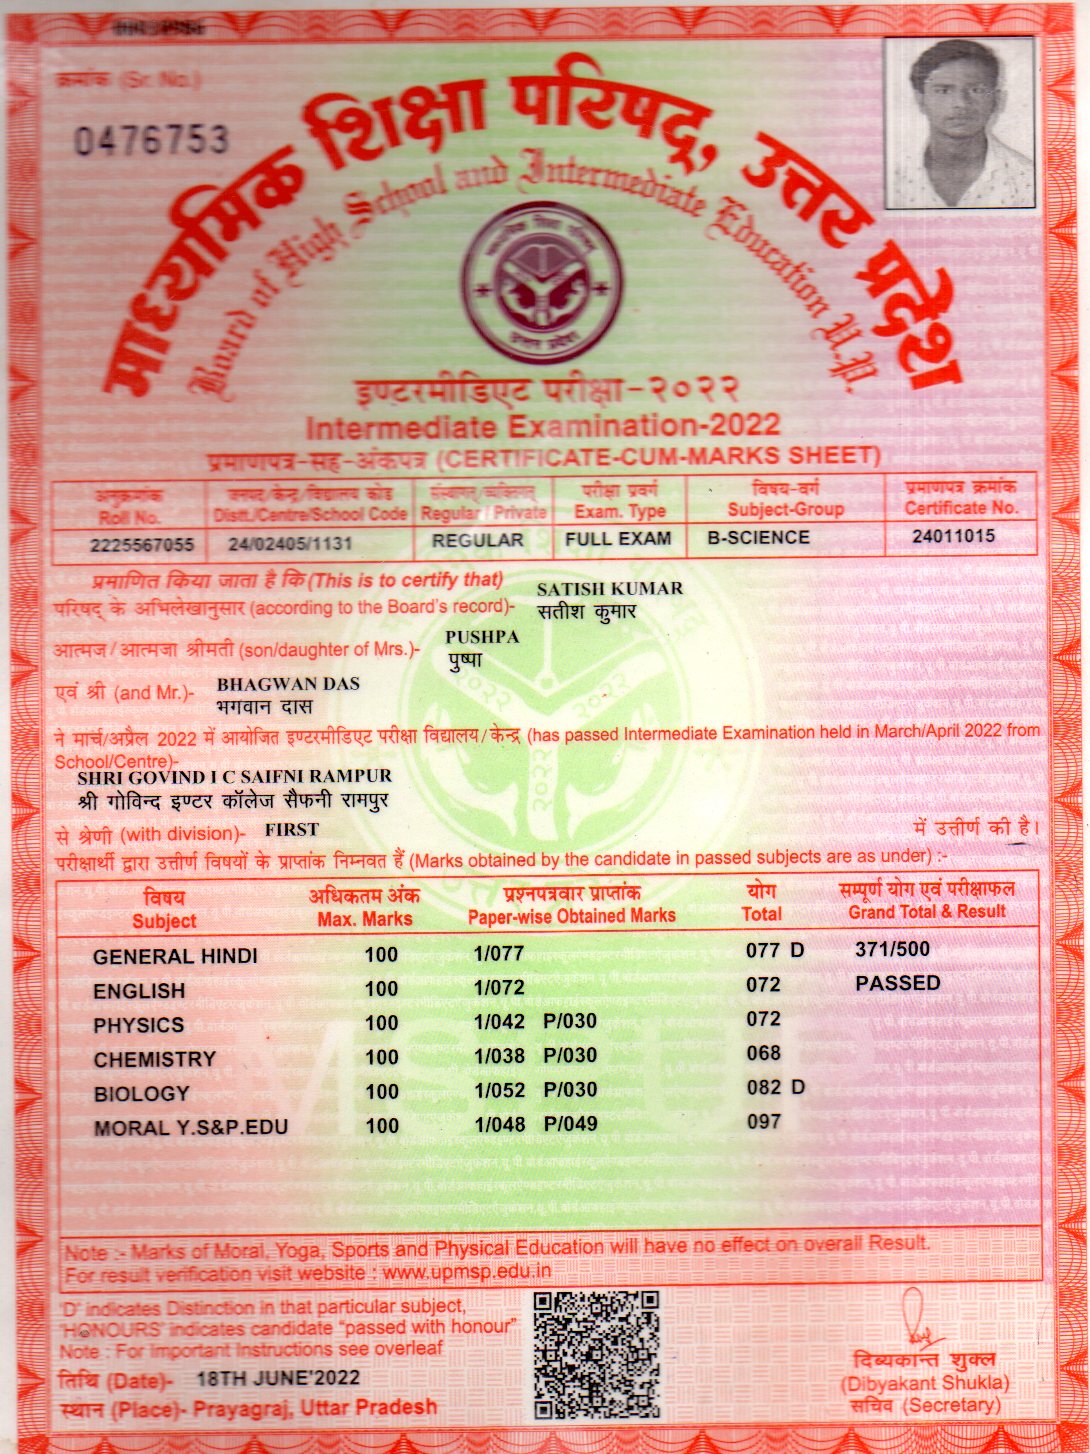 क्रमांक (Sr. No.)
0476753
माध्यमिक शिक्षा परिषद्, उत्तर प्रदेश
Board of High School and Intermediate Education U.P.
माध्यमिक शिक्षा परिषद
उत्तर प्रदेश
इण्टरमीडिएट परीक्षा-२०२२
Intermediate Examination-2022
प्रमाणपत्र-सह-अंकपत्र (CERTIFICATE-CUM-MARKS SHEET)
अनुक्रमांक जनपद/केन्द्र/विद्यालय कोड संस्थागत/व्यक्तिगत परीक्षा प्रवर्ग विषय-वर्ग प्रमाणपत्र क्रमांक
Roll No. Distt./Centre/School Code Regular/Private Exam. Type Subject-Group Certificate No.
2225567055 24/02405/1131 REGULAR FULL EXAM B-SCIENCE 24011015
प्रमाणित किया जाता है कि (This is to certify that) SATISH KUMAR
परिषद् के अभिलेखानुसार (according to the Board's record)- सतीश कुमार
PUSHPA
आत्मज/आत्मजा श्रीमती (son/daughter of Mrs.)- पुष्पा
एवं श्री (and Mr.)- BHAGWAN DAS
भगवान दास
ने मार्च/अप्रैल 2022 में आयोजित इण्टरमीडिएट परीक्षा विद्यालय/केन्द्र (has passed Intermediate Examination held in March/April 2022 from
School/Centre)-
SHRI GOVIND I C SAIFNI RAMPUR
श्री गोविन्द इण्टर कॉलेज सैफनी रामपुर
से श्रेणी (with division)- FIRST में उत्तीर्ण की है।
परीक्षार्थी द्वारा उत्तीर्ण विषयों के प्राप्तांक निम्नवत हैं (Marks obtained by the candidate in passed subjects are as under) :-
विषय अधिकतम अंक प्रश्नपत्रवार प्राप्तांक योग सम्पूर्ण योग एवं परीक्षाफल
Subject Max. Marks Paper-wise Obtained Marks Total Grand Total & Result
GENERAL HINDI 100 1/077 077 D 371/500
ENGLISH 100 1/072 072 PASSED
PHYSICS 100 1/042 P/030 072
CHEMISTRY 100 1/038 P/030 068
BIOLOGY 100 1/052 P/030 082 D
MORAL Y.S&P.EDU 100 1/048 P/049 097
Note :- Marks of Moral, Yoga, Sports and Physical Education will have no effect on overall Result.
For result verification visit website : www.upmsp.edu.in
'D' indicates Distinction in that particular subject,
'HONOURS' indicates candidate "passed with honour"
Note : For Important Instructions see overleaf
तिथि (Date)- 18TH JUNE'2022
स्थान (Place)- Prayagraj, Uttar Pradesh
दिब्यकान्त शुक्ल
(Dibyakant Shukla)
सचिव (Secretary)